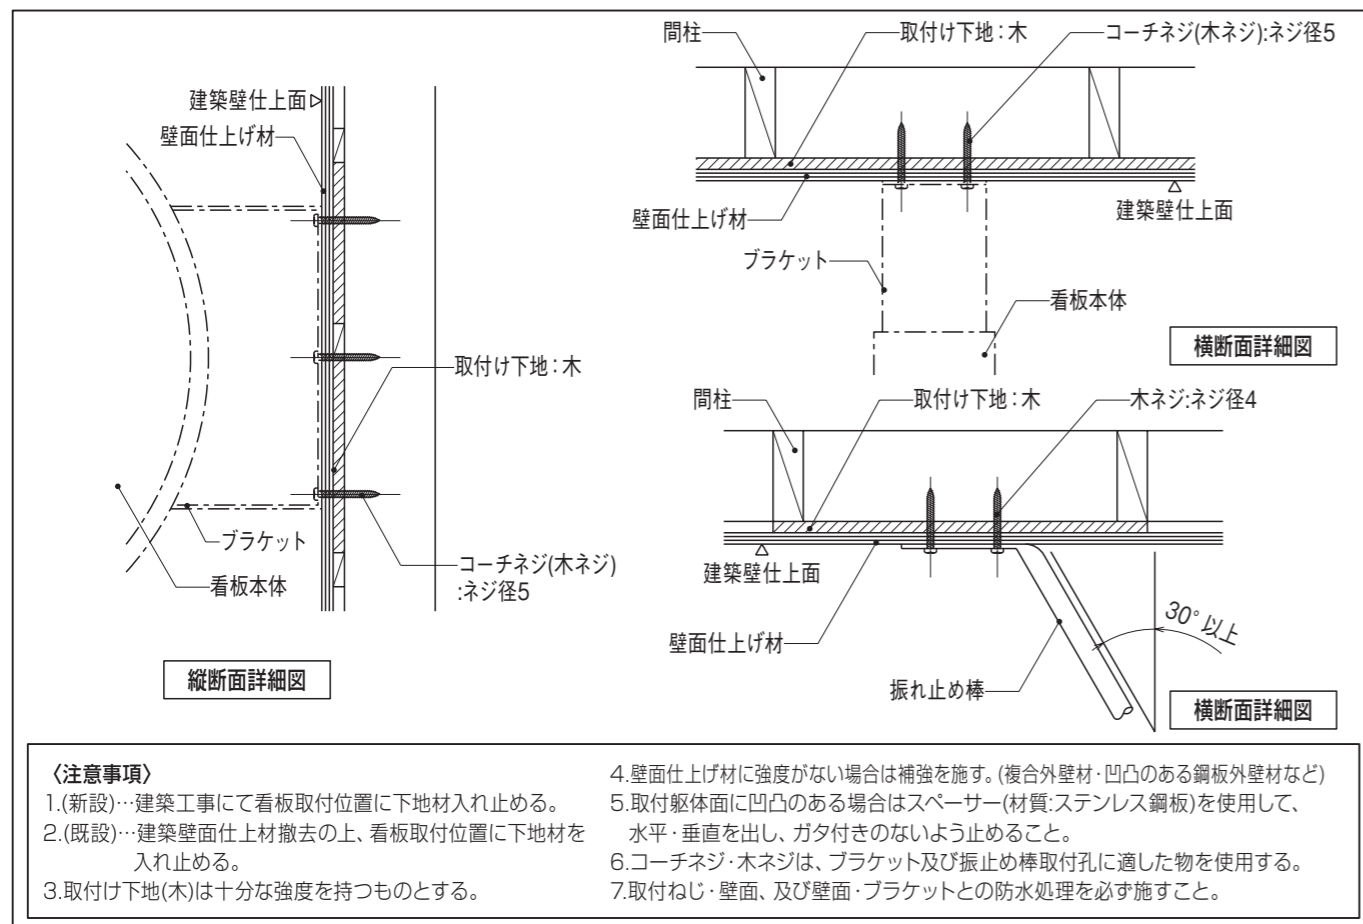 建築壁仕上面
壁面仕上げ材
取付け下地：木
ブラケット
看板本体
コーチネジ(木ネジ)
:ネジ径5
縦断面詳細図
間柱
取付け下地：木
コーチネジ(木ネジ):ネジ径5
壁面仕上げ材
建築壁仕上面
ブラケット
看板本体
横断面詳細図
間柱
取付け下地：木
木ネジ:ネジ径4
建築壁仕上面
壁面仕上げ材
30°以上
振れ止め棒
横断面詳細図
〈注意事項〉
1.(新設)…建築工事にて看板取付位置に下地材入れ止める。
2.(既設)…建築壁面仕上材撤去の上、看板取付位置に下地材を
入れ止める。
3.取付け下地(木)は十分な強度を持つものとする。
4.壁面仕上げ材に強度がない場合は補強を施す。(複合外壁材・凹凸のある鋼板外壁材など)
5.取付躯体面に凹凸のある場合はスペーサー(材質:ステンレス鋼板)を使用して、
水平・垂直を出し、ガタ付きのないよう止めること。
6.コーチネジ・木ネジは、ブラケット及び振止め棒取付孔に適した物を使用する。
7.取付ねじ・壁面、及び壁面・ブラケットとの防水処理を必ず施すこと。